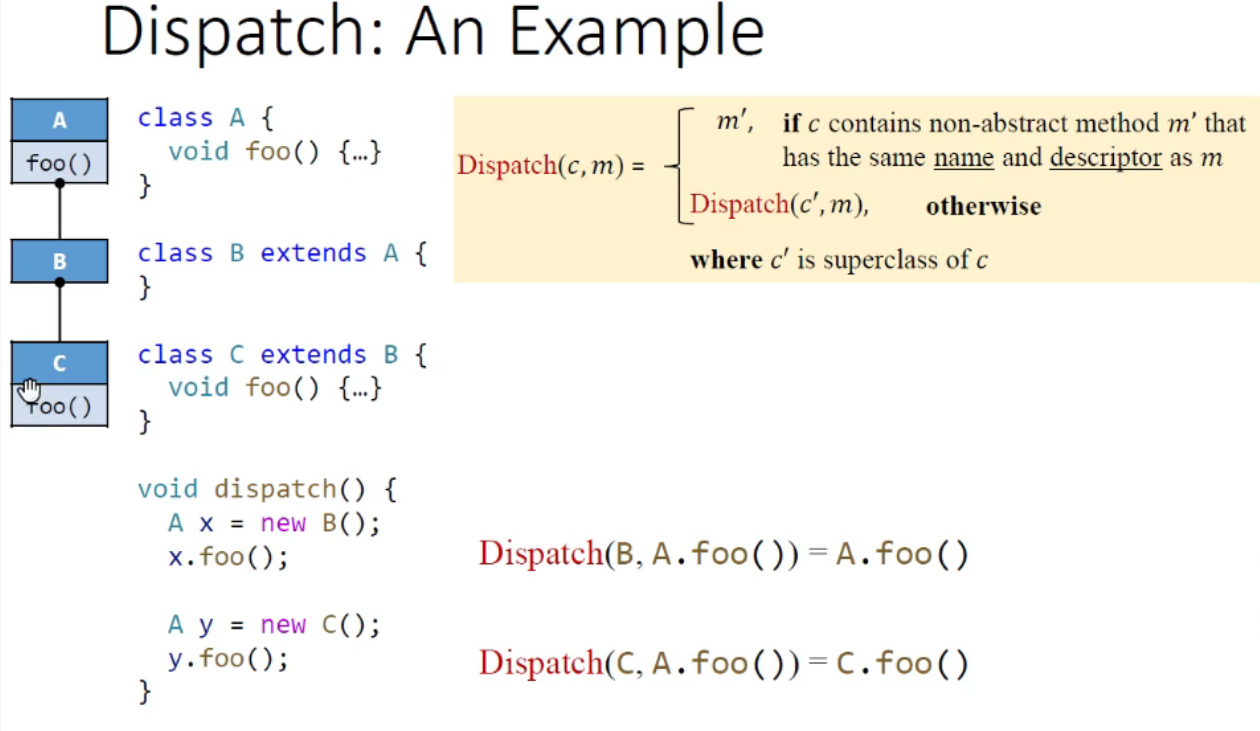 Dispatch: An Example
A
foo()
B
C
foo()
class A {
void foo() {…}
}
class B extends A {
}
class C extends B {
void foo() {…}
}
void dispatch() {
A x = new B();
x.foo();
A y = new C();
y.foo();
}
Dispatch(c, m) =
m′, if c contains non-abstract method m′ that
has the same name and descriptor as m
Dispatch(c′, m), otherwise
where c′ is superclass of c
Dispatch(B, A.foo()) = A.foo()
Dispatch(C, A.foo()) = C.foo()